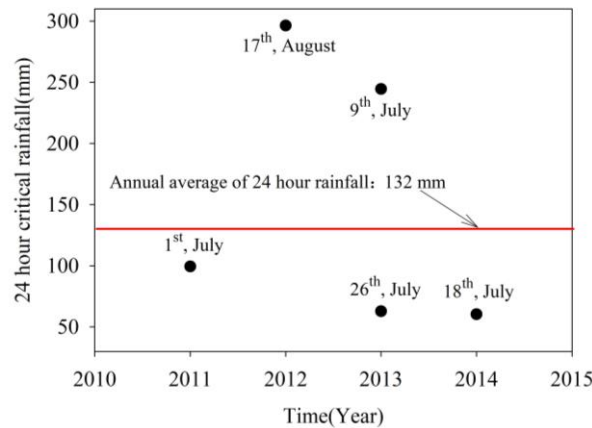 24 hour critical rainfall(mm)
300
250
200
150
100
50
17th, August
9th, July
Annual average of 24 hour rainfall: 132 mm
1st, July
26th, July
18th, July
2010 2011 2012 2013 2014 2015
Time(Year)